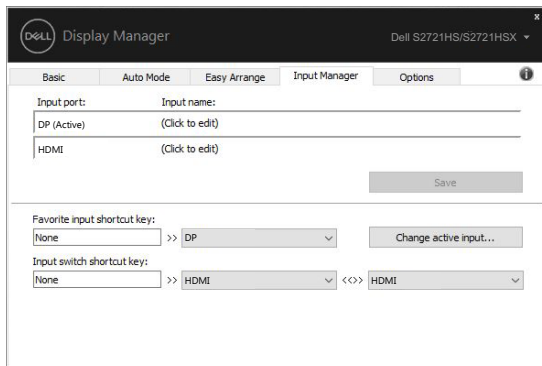 x
DELL Display Manager Dell S2721HS/S2721HSX
Basic Auto Mode Easy Arrange Input Manager Options i
Input port: Input name:
DP (Active) (Click to edit)
HDMI (Click to edit)
Save
Favorite input shortcut key:
None >> DP Change active input...
Input switch shortcut key:
None >> HDMI <<>> HDMI